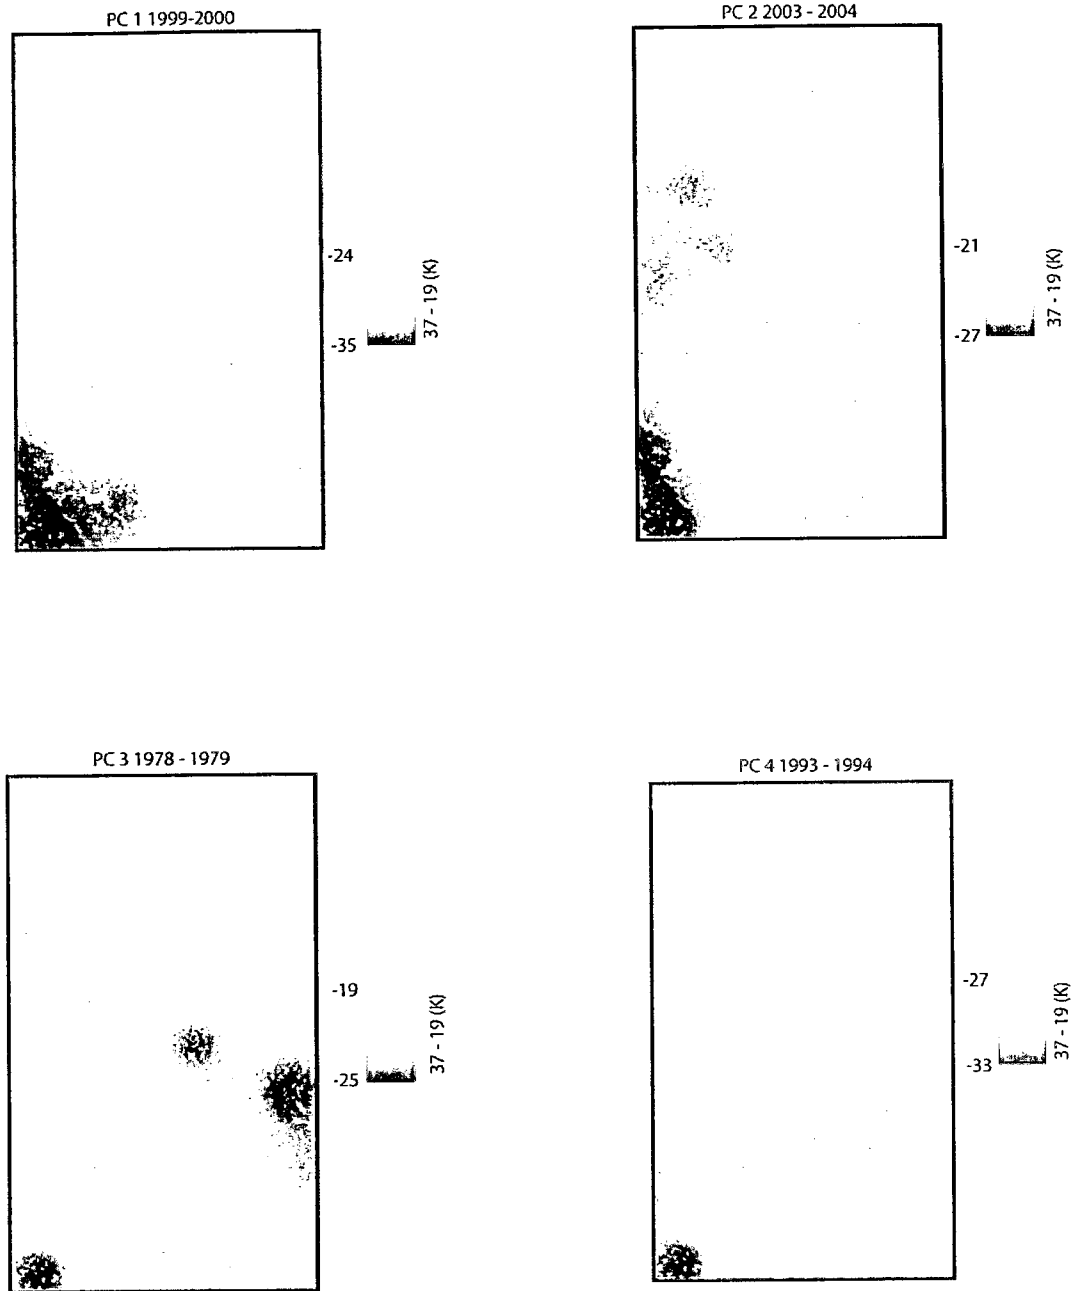 PC 1 1999-2000
-24
-35
37 - 19 (K)
PC 2 2003 - 2004
-21
-27
37 - 19 (K)
PC 3 1978 - 1979
-19
-25
37 - 19 (K)
PC 4 1993 - 1994
-27
-33
37 - 19 (K)